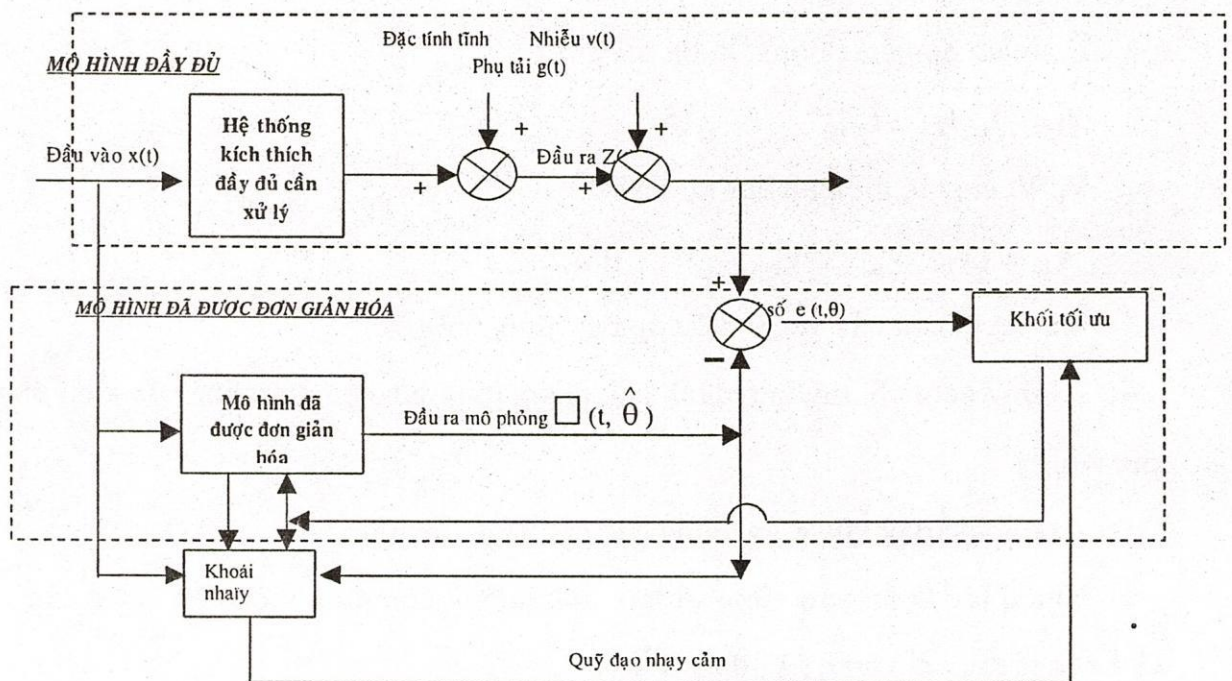 Đặc tính tĩnh Nhiễu v(t)
MÔ HÌNH ĐẦY ĐỦ
Phụ tải g(t)
Hệ thống
kích thích
đầy đủ cần
xử lý
Đầu vào x(t)
+
+
+
Đầu ra Z(
+
+
MÔ HÌNH ĐÃ ĐƯỢC ĐƠN GIẢN HÓA
số e (t,θ)
–
Khối tối ưu
Mô hình đã
được đơn giản
hóa
Đầu ra mô phỏng □ (t, θ̂ )
Khoái
nhaïy
Quỹ đạo nhạy cảm